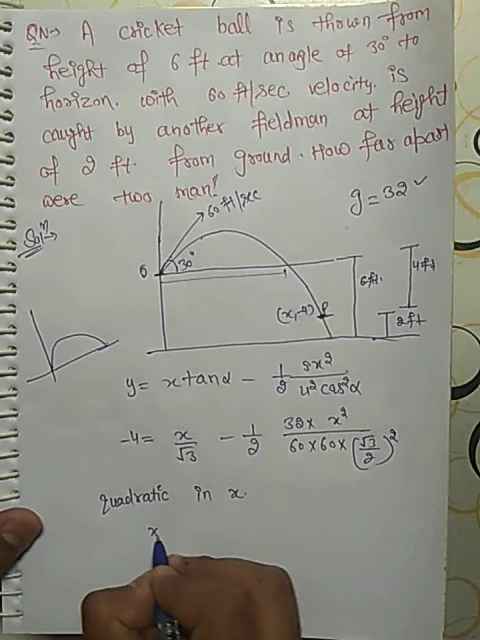 QN→ A cricket ball is thown from
height of 6 ft at an angle of 30° to
horizon. with 60 ft/sec velocity. is
caught by another fieldman at height
of 2 ft. from ground. How far apart
were two man?
g = 32 ✓
Solⁿ→
60 ft/sec
30°
6
6ft.
4ft
(x,-4) P
2ft
y = x tanα - 1/2 gx²/u²cos²α
-4 = x/√3 - 1/2 32 × x²/60×60×(√3/2)²
quadratic in x.
x